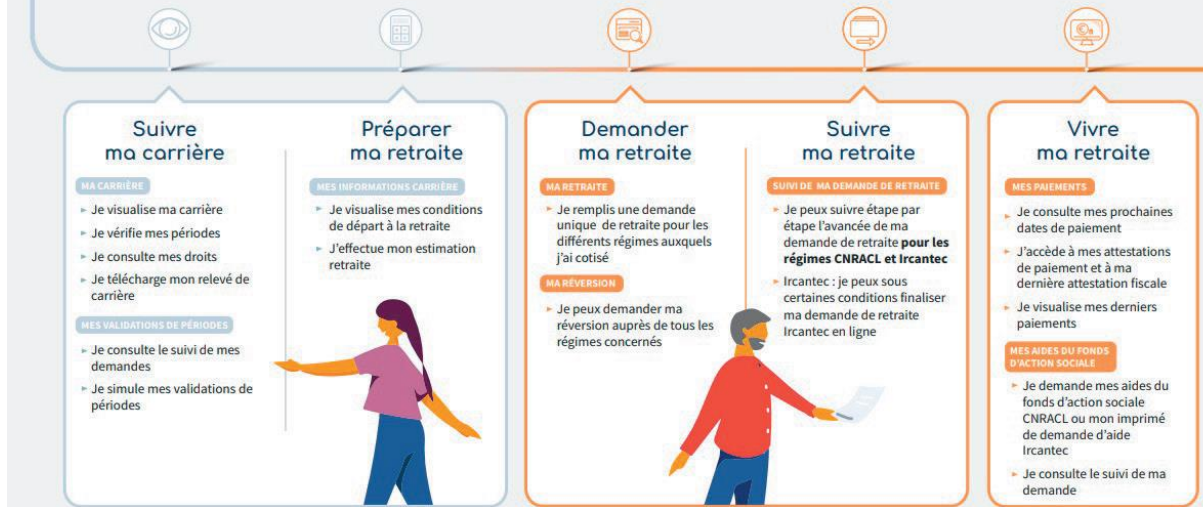 Suivre
ma carrière
MA CARRIÈRE
► Je visualise ma carrière
► Je vérifie mes périodes
► Je consulte mes droits
► Je télécharge mon relevé de
carrière
MES VALIDATIONS DE PÉRIODES
► Je consulte le suivi de mes
demandes
► Je simule mes validations de
périodes
Préparer
ma retraite
MES INFORMATIONS CARRIÈRE
► Je visualise mes conditions
de départ à la retraite
► J'effectue mon estimation
retraite
Demander
ma retraite
MA RETRAITE
► Je remplis une demande
unique de retraite pour les
différents régimes auxquels
j'ai cotisé
MA RÉVERSION
► Je peux demander ma
réversion auprès de tous les
régimes concernés
Suivre
ma retraite
SUIVI DE MA DEMANDE DE RETRAITE
► Je peux suivre étape par
étape l'avancée de ma
demande de retraite pour les
régimes CNRACL et Ircantec
► Ircantec : je peux sous
certaines conditions finaliser
ma demande de retraite
Ircantec en ligne
Vivre
ma retraite
MES PAIEMENTS
► Je consulte mes prochaines
dates de paiement
► J'accède à mes attestations
de paiement et à ma
dernière attestation fiscale
► Je visualise mes derniers
paiements
MES AIDES DU FONDS
D'ACTION SOCIALE
► Je demande mes aides du
fonds d'action sociale
CNRACL ou mon imprimé
de demande d'aide
Ircantec
► Je consulte le suivi de ma
demande